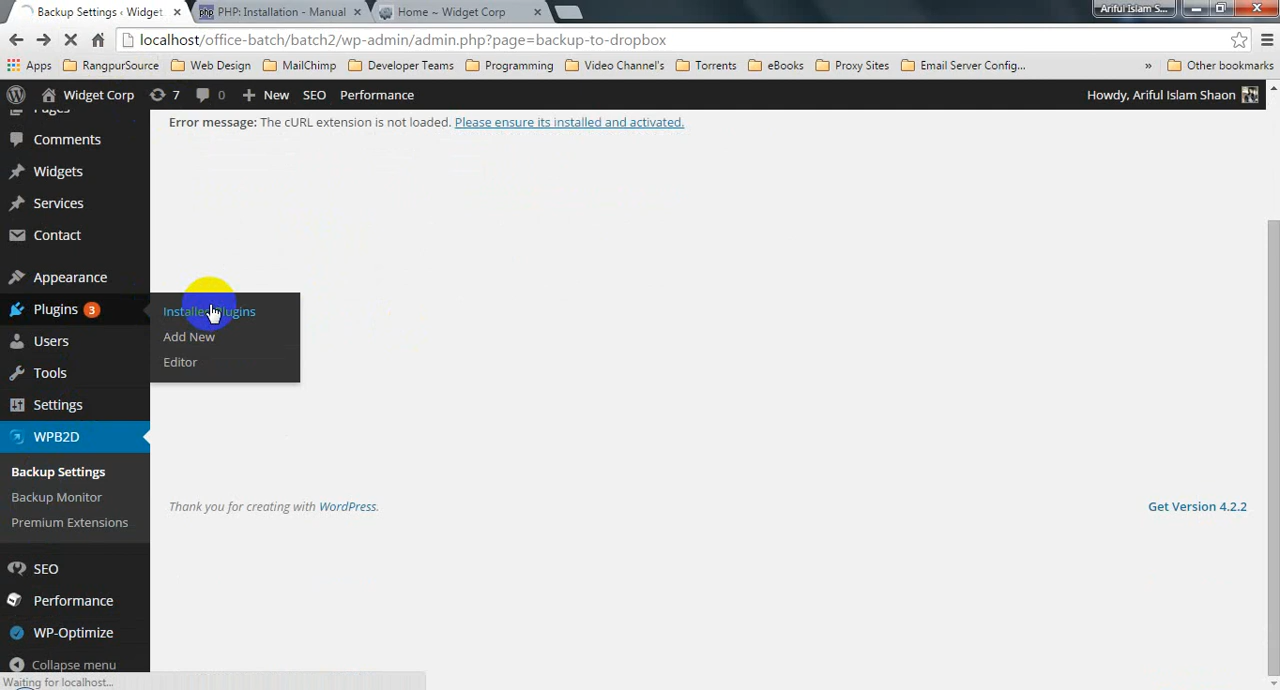 Backup Settings ‹ Widget
PHP: Installation - Manual
Home ~ Widget Corp
Ariful Islam S...
localhost/office-batch/batch2/wp-admin/admin.php?page=backup-to-dropbox
Apps
RangpurSource
Web Design
MailChimp
Developer Teams
Programming
Video Channel's
Torrents
eBooks
Proxy Sites
Email Server Config...
»
Other bookmarks
Widget Corp
7
0
New
SEO
Performance
Howdy, Ariful Islam Shaon
Pages
Error message: The cURL extension is not loaded. Please ensure its installed and activated.
Comments
Widgets
Services
Contact
Appearance
Plugins 3
Installed Plugins
Add New
Editor
Users
Tools
Settings
WPB2D
Backup Settings
Backup Monitor
Premium Extensions
Thank you for creating with WordPress.
Get Version 4.2.2
SEO
Performance
WP-Optimize
Collapse menu
Waiting for localhost...